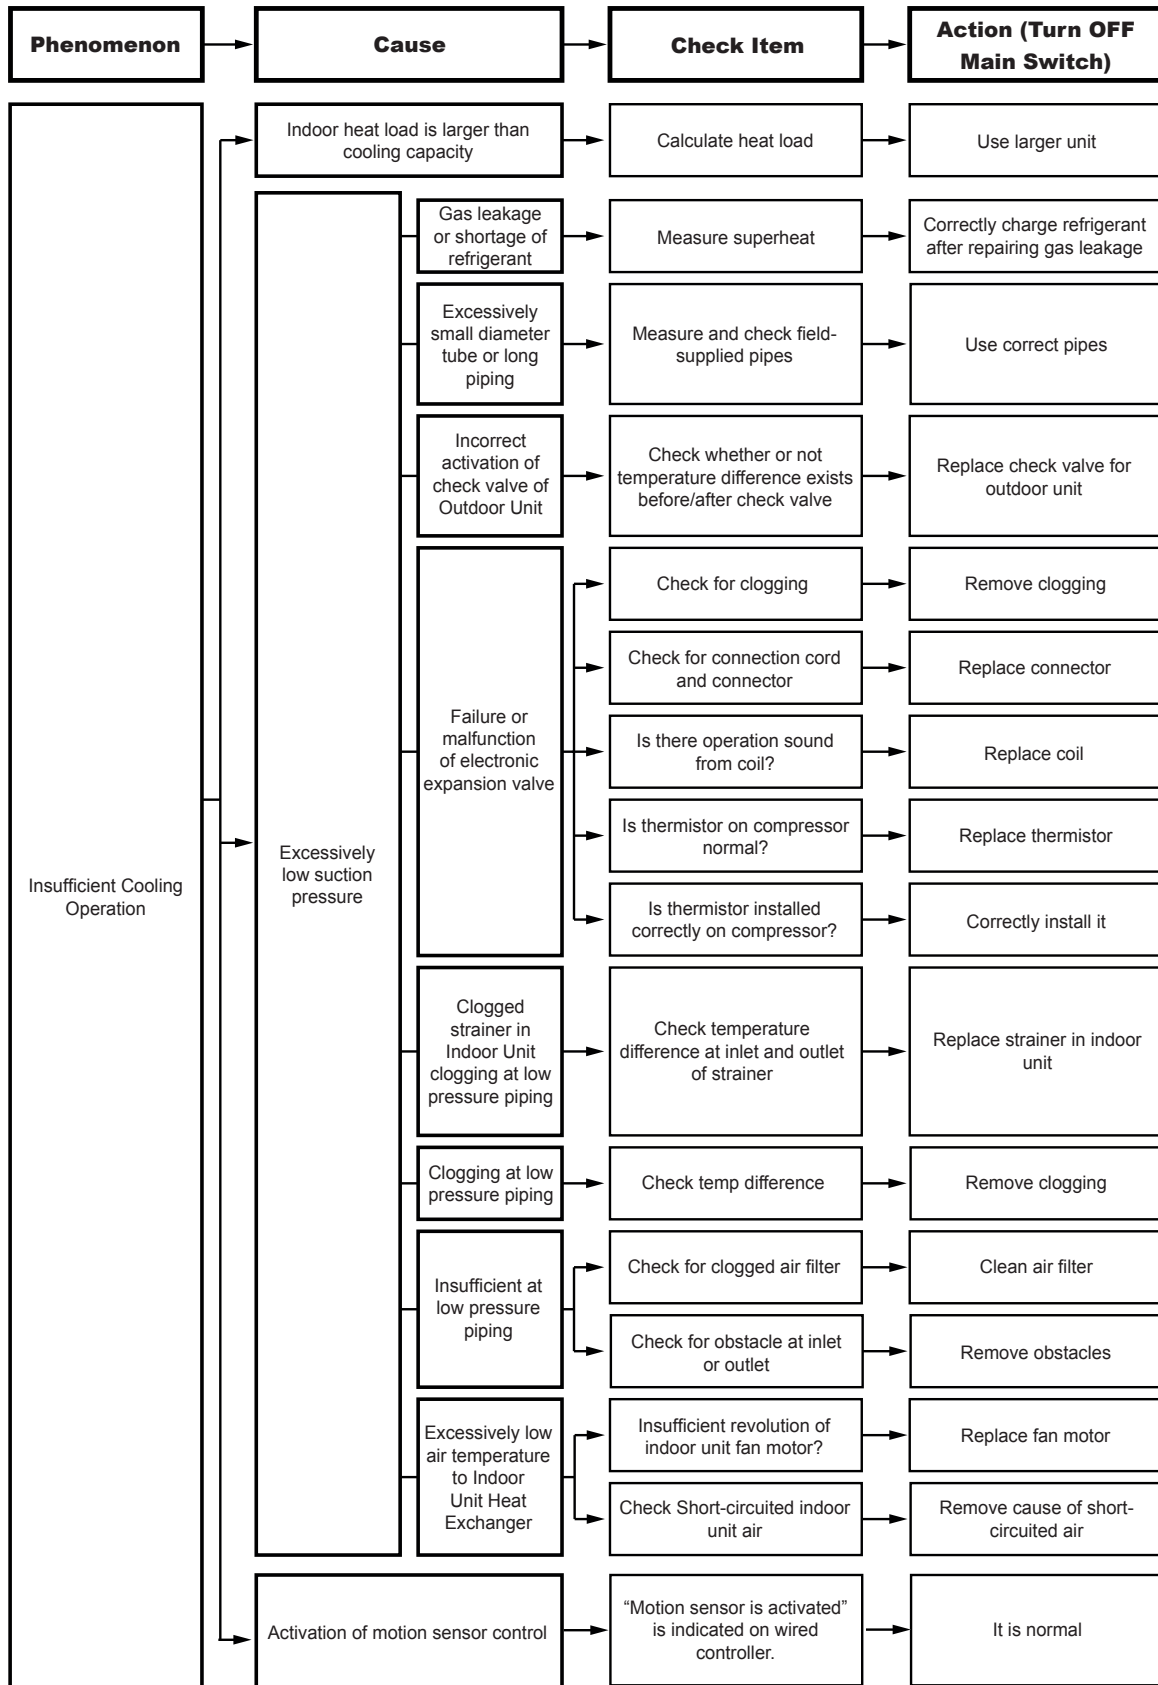 Phenomenon
Cause
Check Item
Action (Turn OFF
Main Switch)
Insufficient Cooling
Operation
Indoor heat load is larger than
cooling capacity
Calculate heat load
Use larger unit
Excessively
low suction
pressure
Gas leakage
or shortage of
refrigerant
Measure superheat
Correctly charge refrigerant
after repairing gas leakage
Excessively
small diameter
tube or long
piping
Measure and check field-
supplied pipes
Use correct pipes
Incorrect
activation of
check valve of
Outdoor Unit
Check whether or not
temperature difference exists
before/after check valve
Replace check valve for
outdoor unit
Failure or
malfunction
of electronic
expansion valve
Check for clogging
Remove clogging
Check for connection cord
and connector
Replace connector
Is there operation sound
from coil?
Replace coil
Is thermistor on compressor
normal?
Replace thermistor
Is thermistor installed
correctly on compressor?
Correctly install it
Clogged
strainer in
Indoor Unit
clogging at low
pressure piping
Check temperature
difference at inlet and outlet
of strainer
Replace strainer in indoor
unit
Clogging at low
pressure piping
Check temp difference
Remove clogging
Insufficient at
low pressure
piping
Check for clogged air filter
Clean air filter
Check for obstacle at inlet
or outlet
Remove obstacles
Excessively low
air temperature
to Indoor
Unit Heat
Exchanger
Insufficient revolution of
indoor unit fan motor?
Replace fan motor
Check Short-circuited indoor
unit air
Remove cause of short-
circuited air
Activation of motion sensor control
“Motion sensor is activated”
is indicated on wired
controller.
It is normal